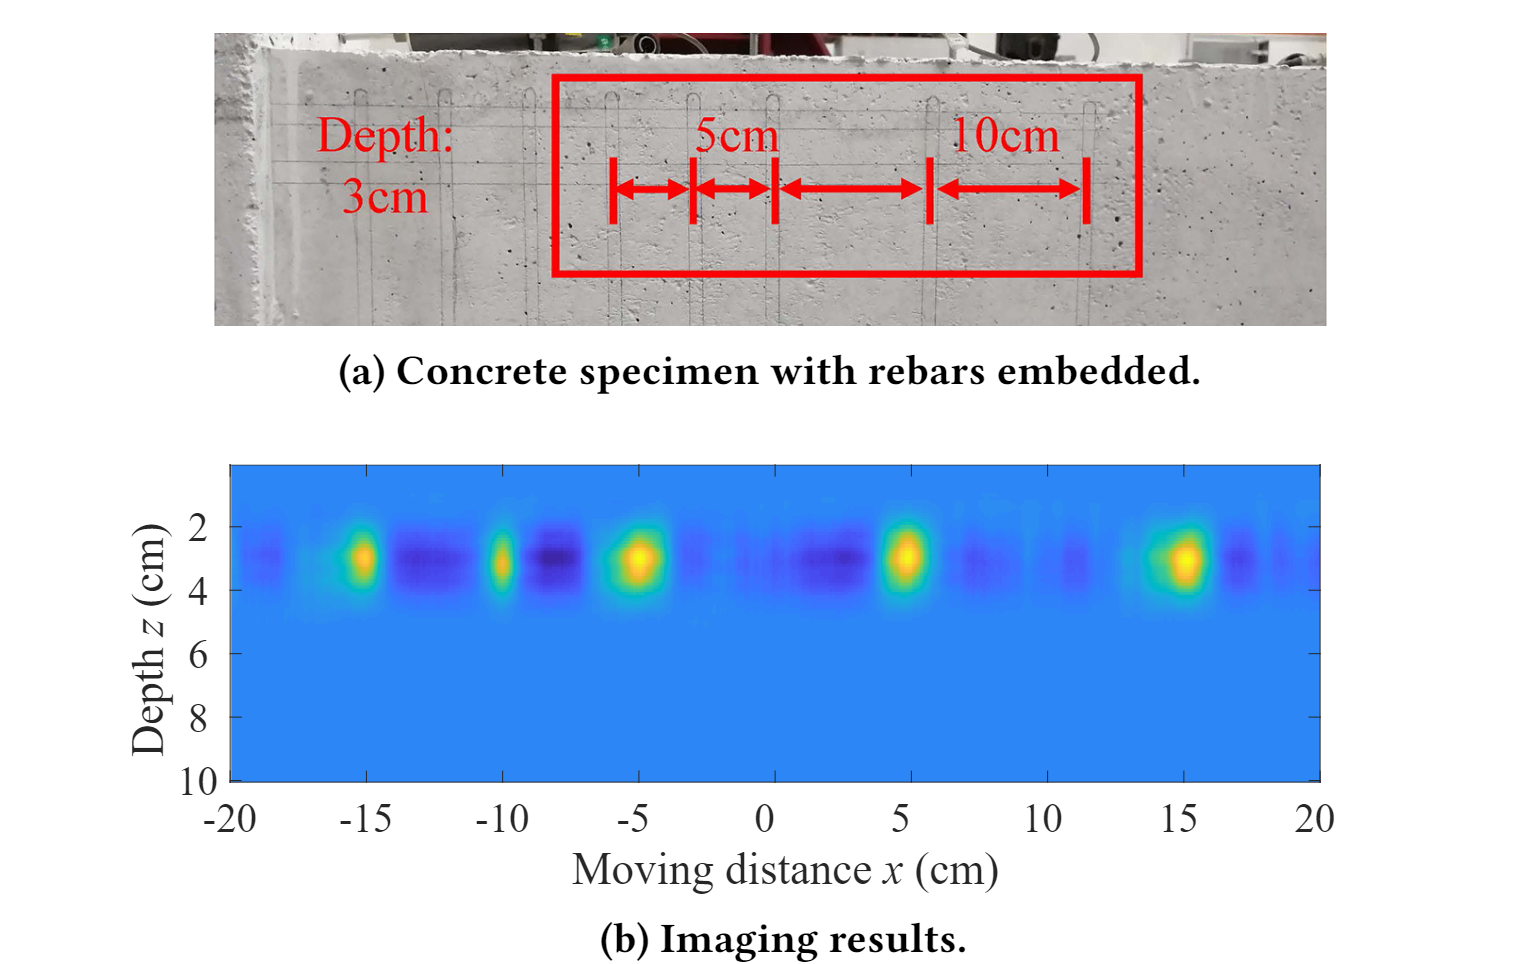 Depth:
3cm
5cm
10cm
(a) Concrete specimen with rebars embedded.
2
4
6
8
10
Depth z (cm)
-20 -15 -10 -5 0 5 10 15 20
Moving distance x (cm)
(b) Imaging results.